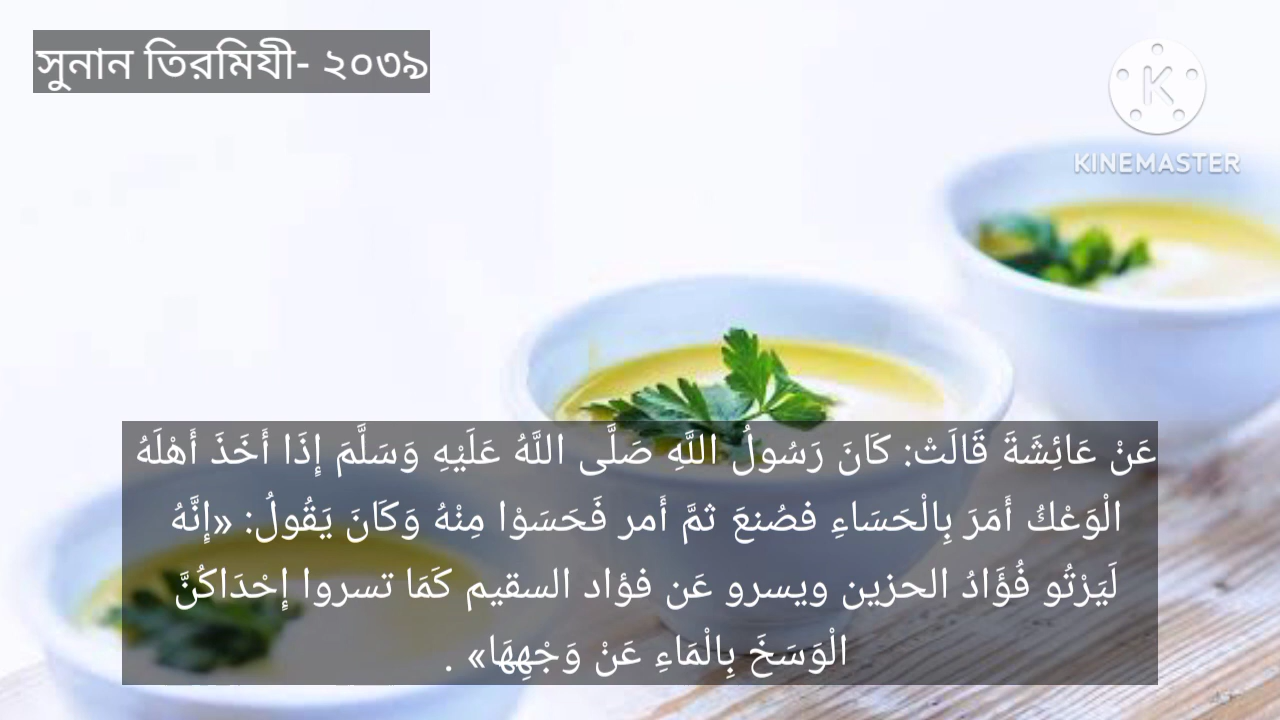 সুনান তিরমিযী- ২০৩৯
KINEMASTER
عَنْ عَائِشَةَ قَالَتْ: كَانَ رَسُولُ اللَّهِ صَلَّى اللَّهُ عَلَيْهِ وَسَلَّمَ إِذَا أَخَذَ أَهْلَهُ
الْوَعْكُ أَمَرَ بِالْحَسَاءِ فصُنعَ ثمَّ أَمر فَحَسَوْا مِنْهُ وَكَانَ يَقُولُ: «إِنَّهُ
لَيَرْتُو فُؤَادُ الحزين ويسرو عَن فؤاد السقيم كَمَا تسروا إِحْدَاكُنَّ
الْوَسَخَ بِالْمَاءِ عَنْ وَجْهِهَا» .